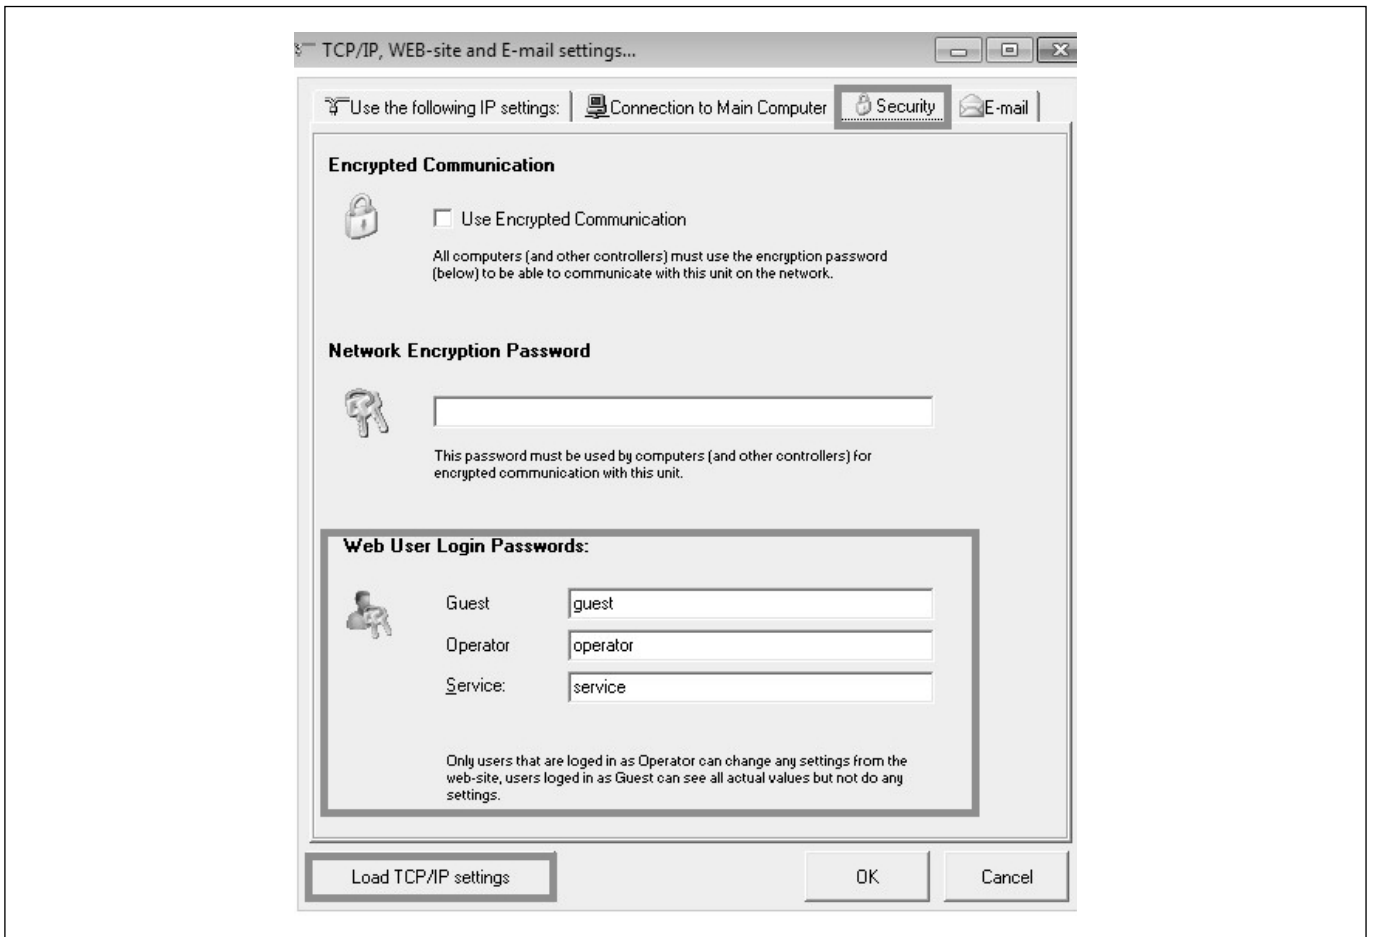 TCP/IP, WEB-site and E-mail settings...
Use the following IP settings: Connection to Main Computer Security E-mail
Encrypted Communication
Use Encrypted Communication
All computers (and other controllers) must use the encryption password
(below) to be able to communicate with this unit on the network.
Network Encryption Password
This password must be used by computers (and other controllers) for
encrypted communication with this unit.
Web User Login Passwords:
Guest guest
Operator operator
Service: service
Only users that are loged in as Operator can change any settings from the
web-site, users loged in as Guest can see all actual values but not do any
settings.
Load TCP/IP settings OK Cancel